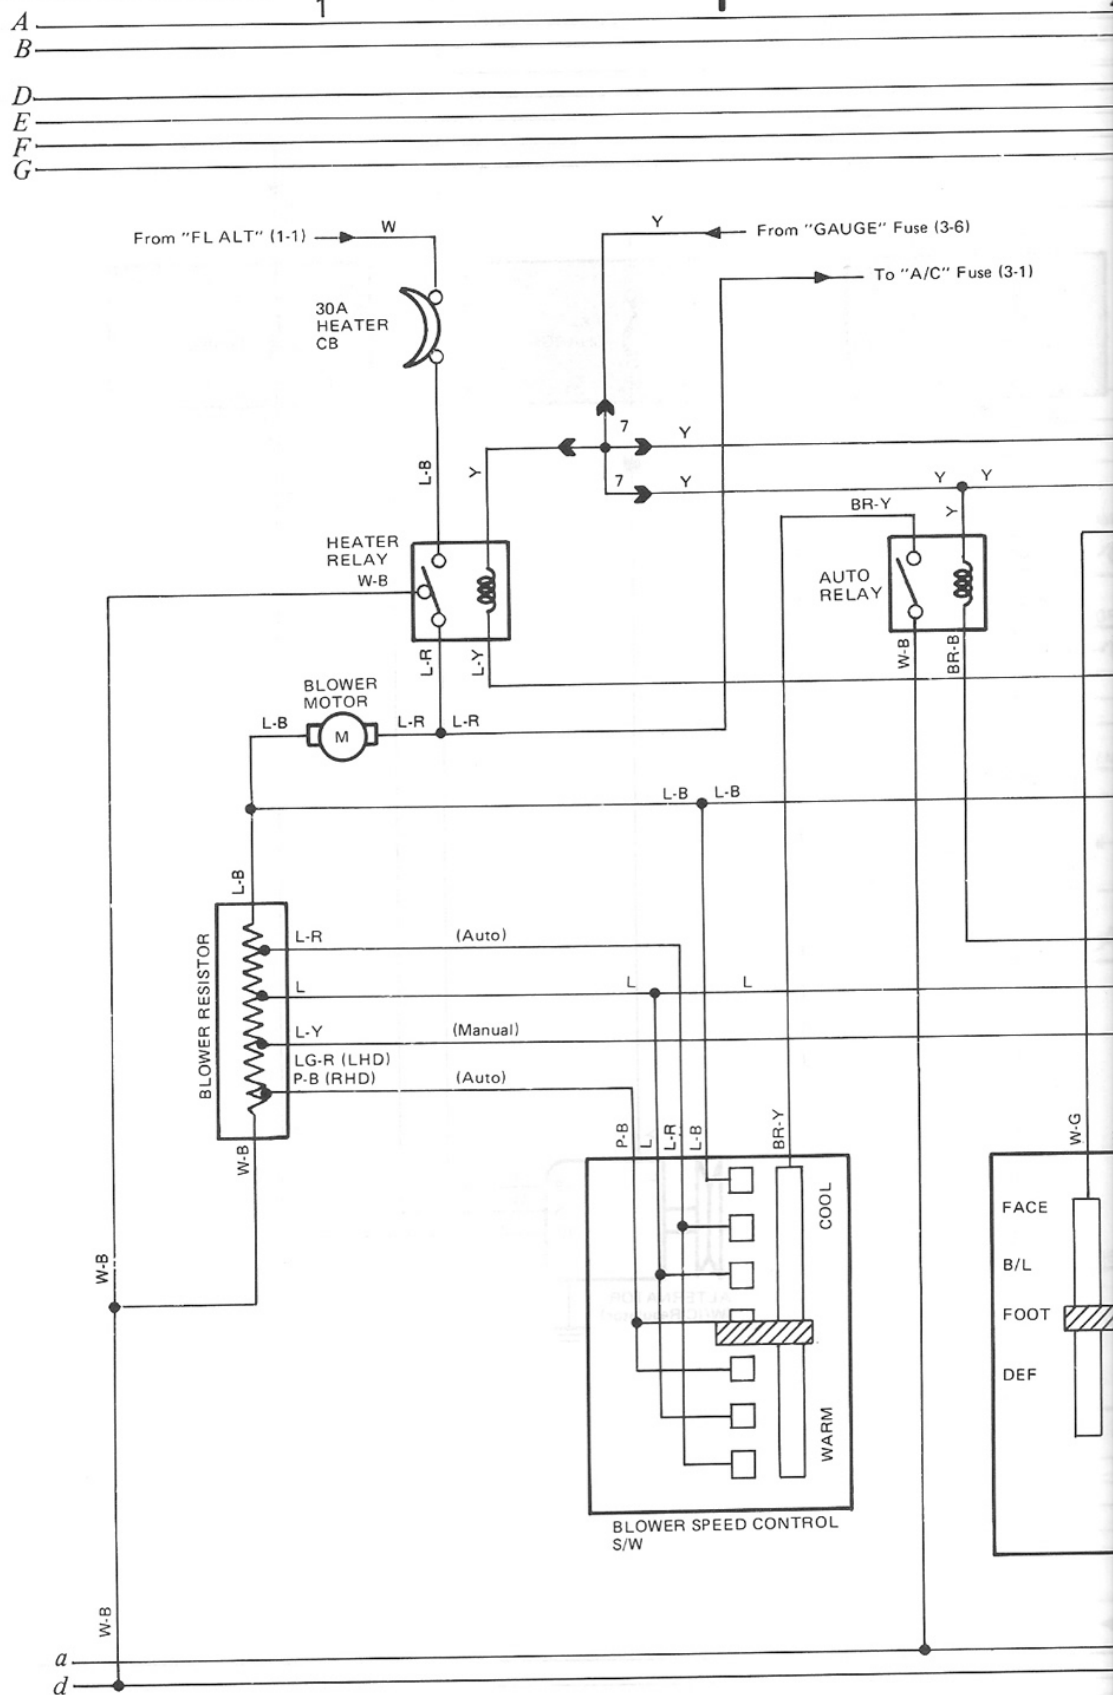 1
A
B
D
E
F
G
From "FL ALT" (1-1)
W
Y
From "GAUGE" Fuse (3-6)
To "A/C" Fuse (3-1)
30A
HEATER
CB
7
Y
L-B
Y
7
Y
Y
Y
BR-Y
Y
HEATER
RELAY
W-B
AUTO
RELAY
L-R
L-Y
W-B
BR-B
BLOWER
MOTOR
L-B
M
L-R
L-R
L-B
L-B
L-B
BLOWER RESISTOR
L-R
(Auto)
L
L
L
L-Y
(Manual)
LG-R (LHD)
P-B (RHD)
(Auto)
W-B
P-B
L
L-R
L-B
BR-Y
W-G
COOL
WARM
FACE
B/L
FOOT
DEF
W-B
BLOWER SPEED CONTROL
S/W
W-B
a
d